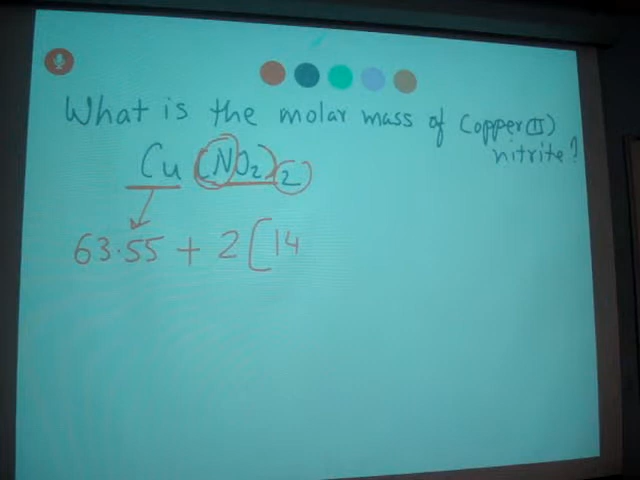 What is the molar mass of Copper(II)
nitrite?
Cu (NO₂)₂
63.55 + 2 [ 14